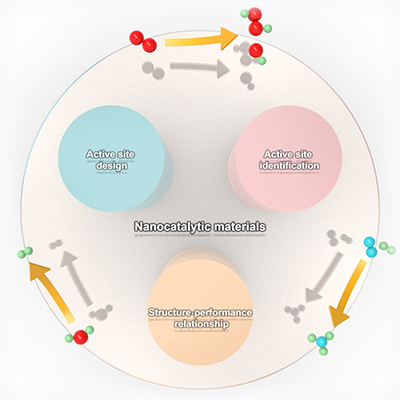 Active site
design
Active site
identification
Nanocatalytic materials
Structure-performance
relationship